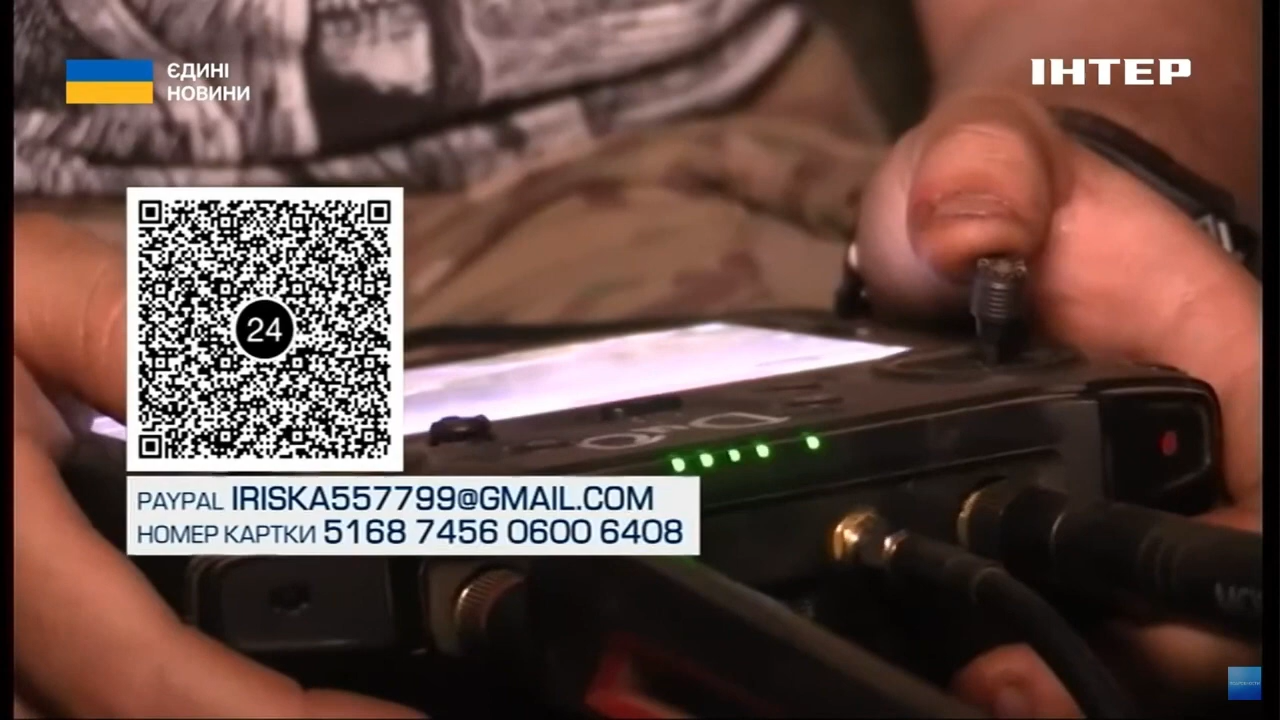 ЄДИНІ
НОВИНИ
ІНТЕР
24
PAYPAL IRISKA557799@GMAIL.COM
НОМЕР КАРТКИ 5168 7456 0600 6408